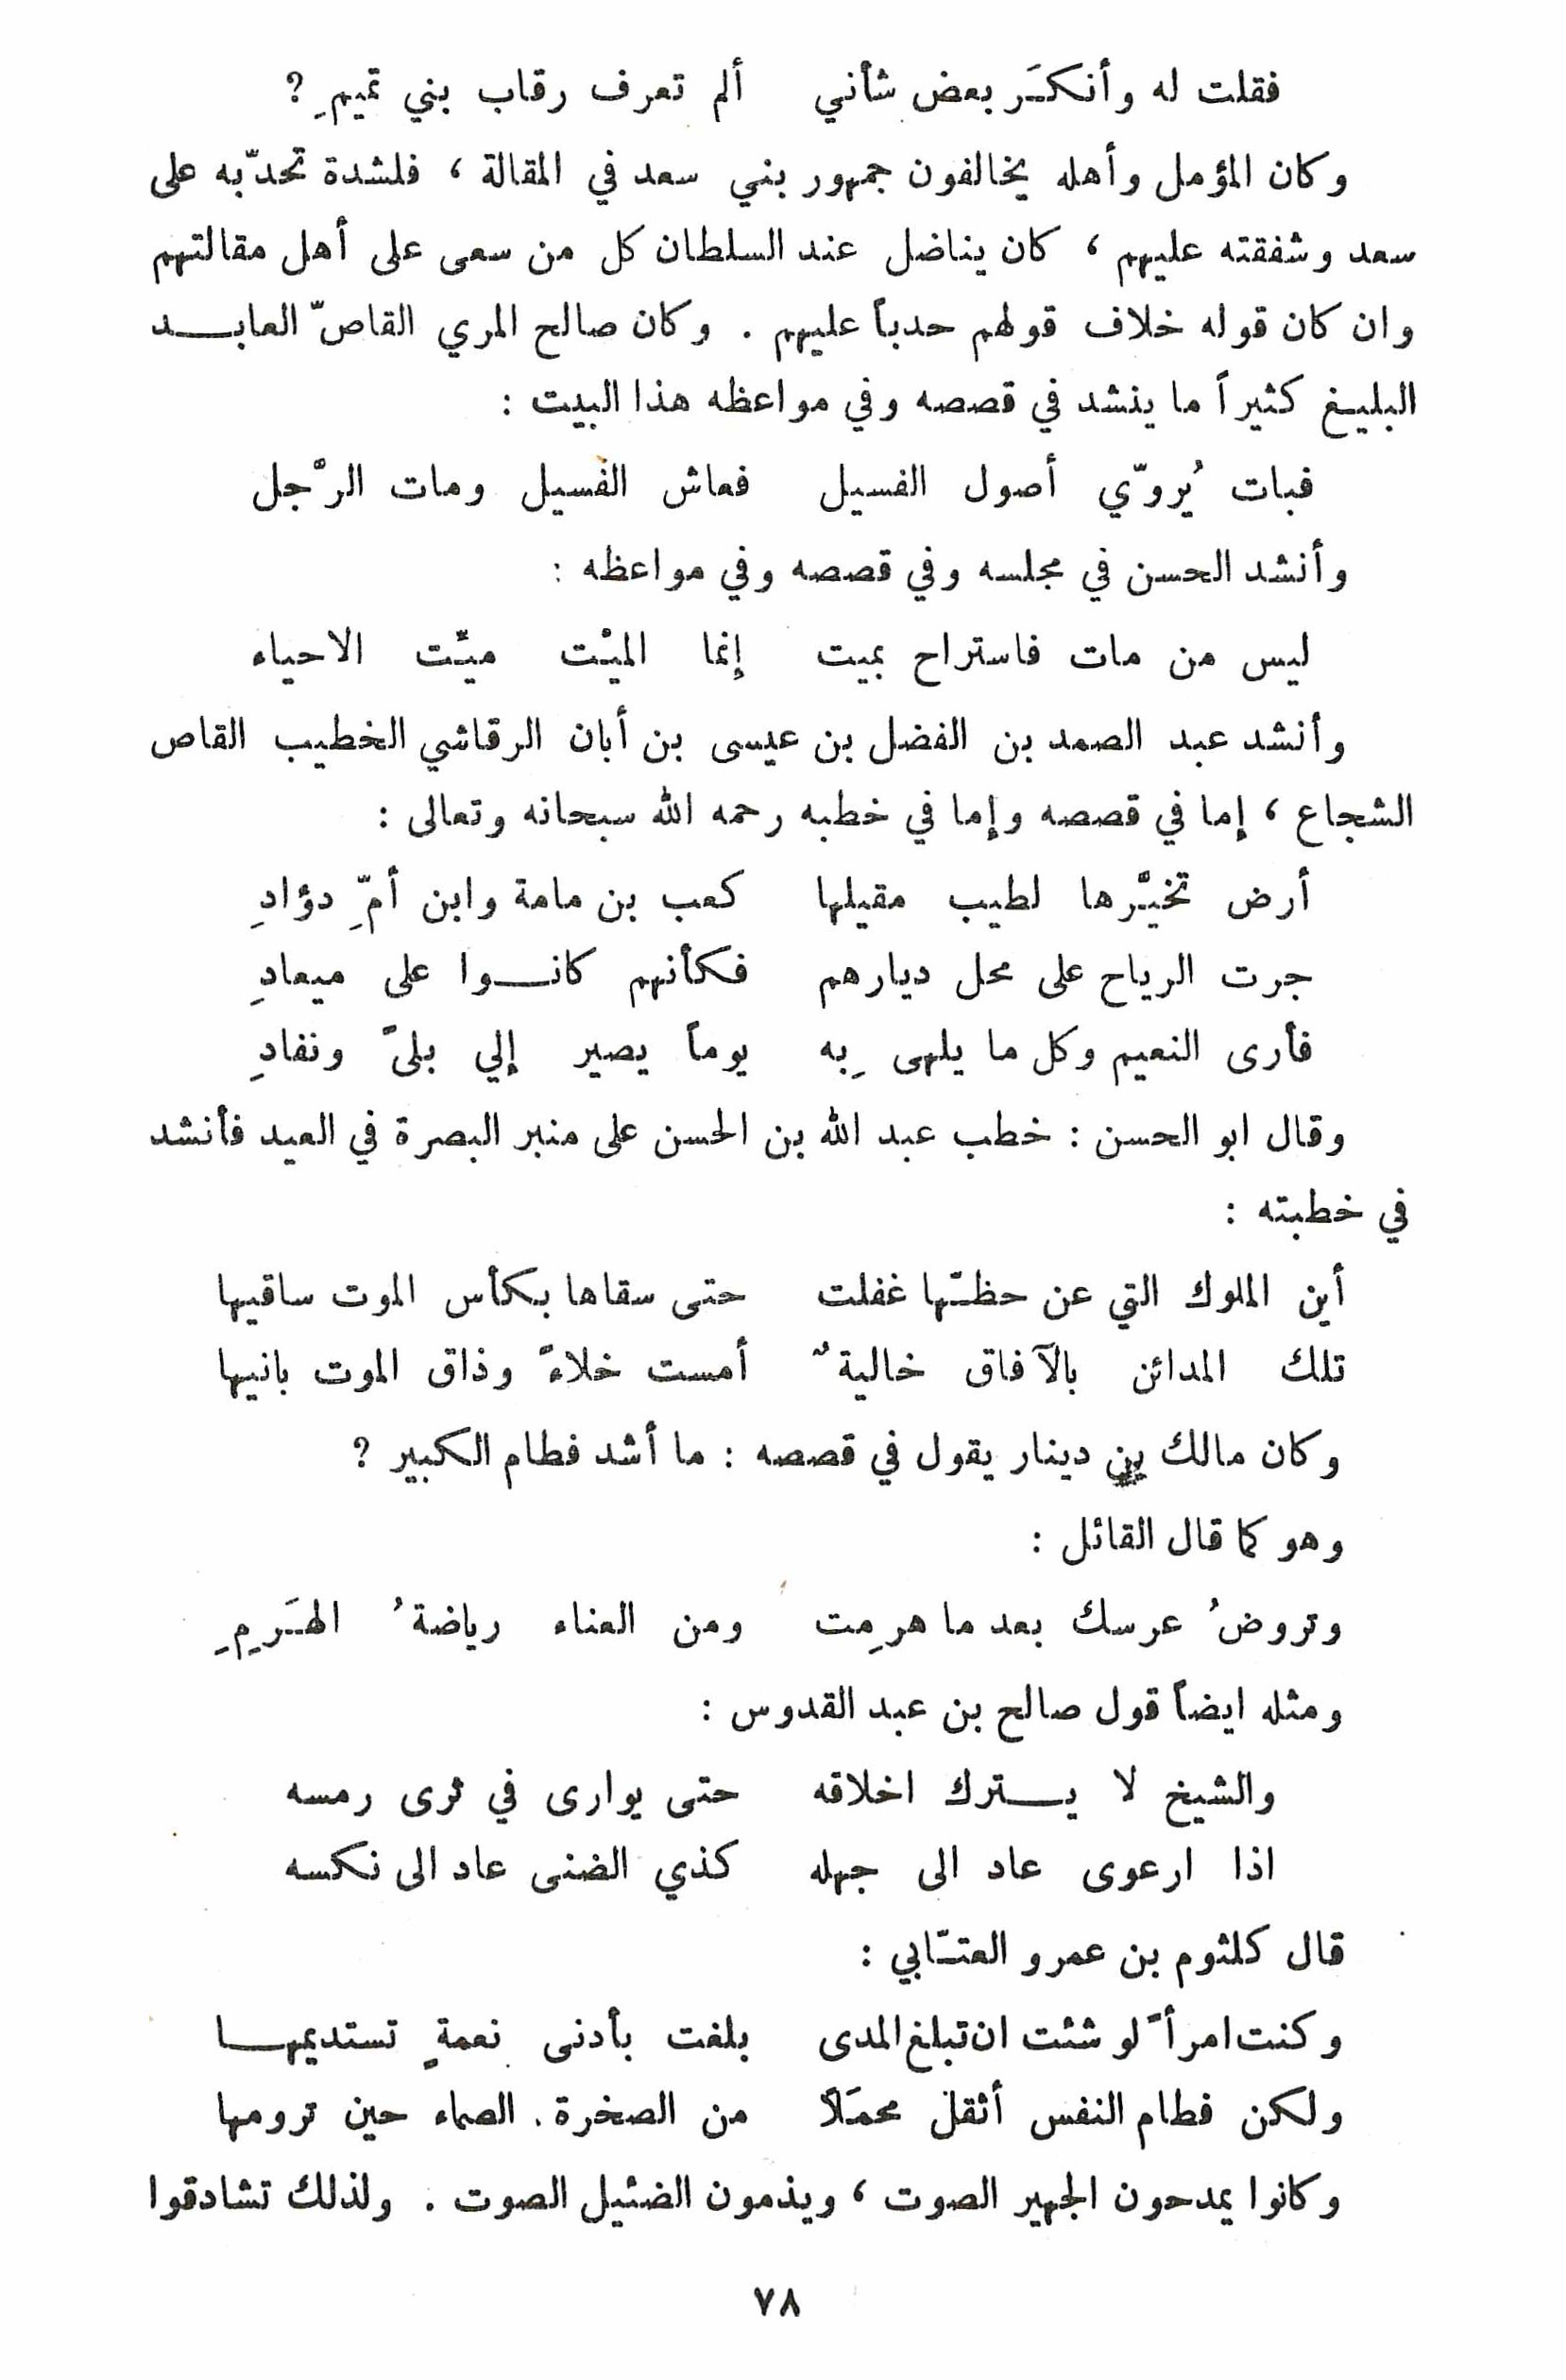 فقلت له وأنكَر بعض شأني ألم تعرف رقاب بني تميمِ ؟
وكان المؤمل وأهله يخالفون جمهور بني سعد في المقالة ، فلشدة تحدّبه على
سعد وشفقته عليهم ، كان يناضل عند السلطان كل من سعى على أهل مقالتهم
وان كان قوله خلاف قولهم حدباً عليهم . وكان صالح المري القاصّ العابـــد
البليغ كثيراً ما ينشد في قصصه وفي مواعظه هذا البيت :
فبات يُروّي أصول الفسيل فعاش الفسيل ومات الرّجل
وأنشد الحسن في مجلسه وفي قصصه وفي مواعظه :
ليس من مات فاستراح بميت إنما الميْت ميّت الاحياء
وأنشد عبد الصمد بن الفضل بن عيسى بن أبان الرقاشي الخطيب القاص
الشجاع ، إما في قصصه وإما في خطبه رحمه الله سبحانه وتعالى :
أرض تخيّرها لطيب مقيلها كعب بن مامة وابن أمِّ دؤادِ
جرت الرياح على محل ديارهم فكأنهم كانـــوا على ميعادِ
فأرى النعيم وكل ما يلهى بِه يوماً يصير إلي بلىً ونفادِ
وقال ابو الحسن : خطب عبد الله بن الحسن على منبر البصرة في العيد فأنشد
في خطبته :
أين الملوك التي عن حظّها غفلت حتى سقاها بكأس الموت ساقيها
تلك المدائن بالآفاق خاليةٌ أمست خلاءً وذاق الموت بانيها
وكان مالك بن دينار يقول في قصصه : ما أشد فطام الكبير ؟
وهو كما قال القائل :
وتروضُ عرسك بعد ما هرِمت ومن العناء رياضةُ الهَرِمِ
ومثله ايضاً قول صالح بن عبد القدوس :
والشيخ لا يـــترك اخلاقه حتى يوارى في ثرى رمسه
اذا ارعوى عاد الى جهله كذي الضنى عاد الى نكسه
قال كلثوم بن عمرو العتّابي :
وكنت امرأً لو شئت ان تبلغ المدى بلغت بأدنى نعمةٍ تستديمهـــا
ولكن فطام النفس أثقل محمَلاً من الصخرة الصماء حين ترومها
وكانوا يمدحون الجهير الصوت ، ويذمون الضئيل الصوت . ولذلك تشادقوا
٧٨